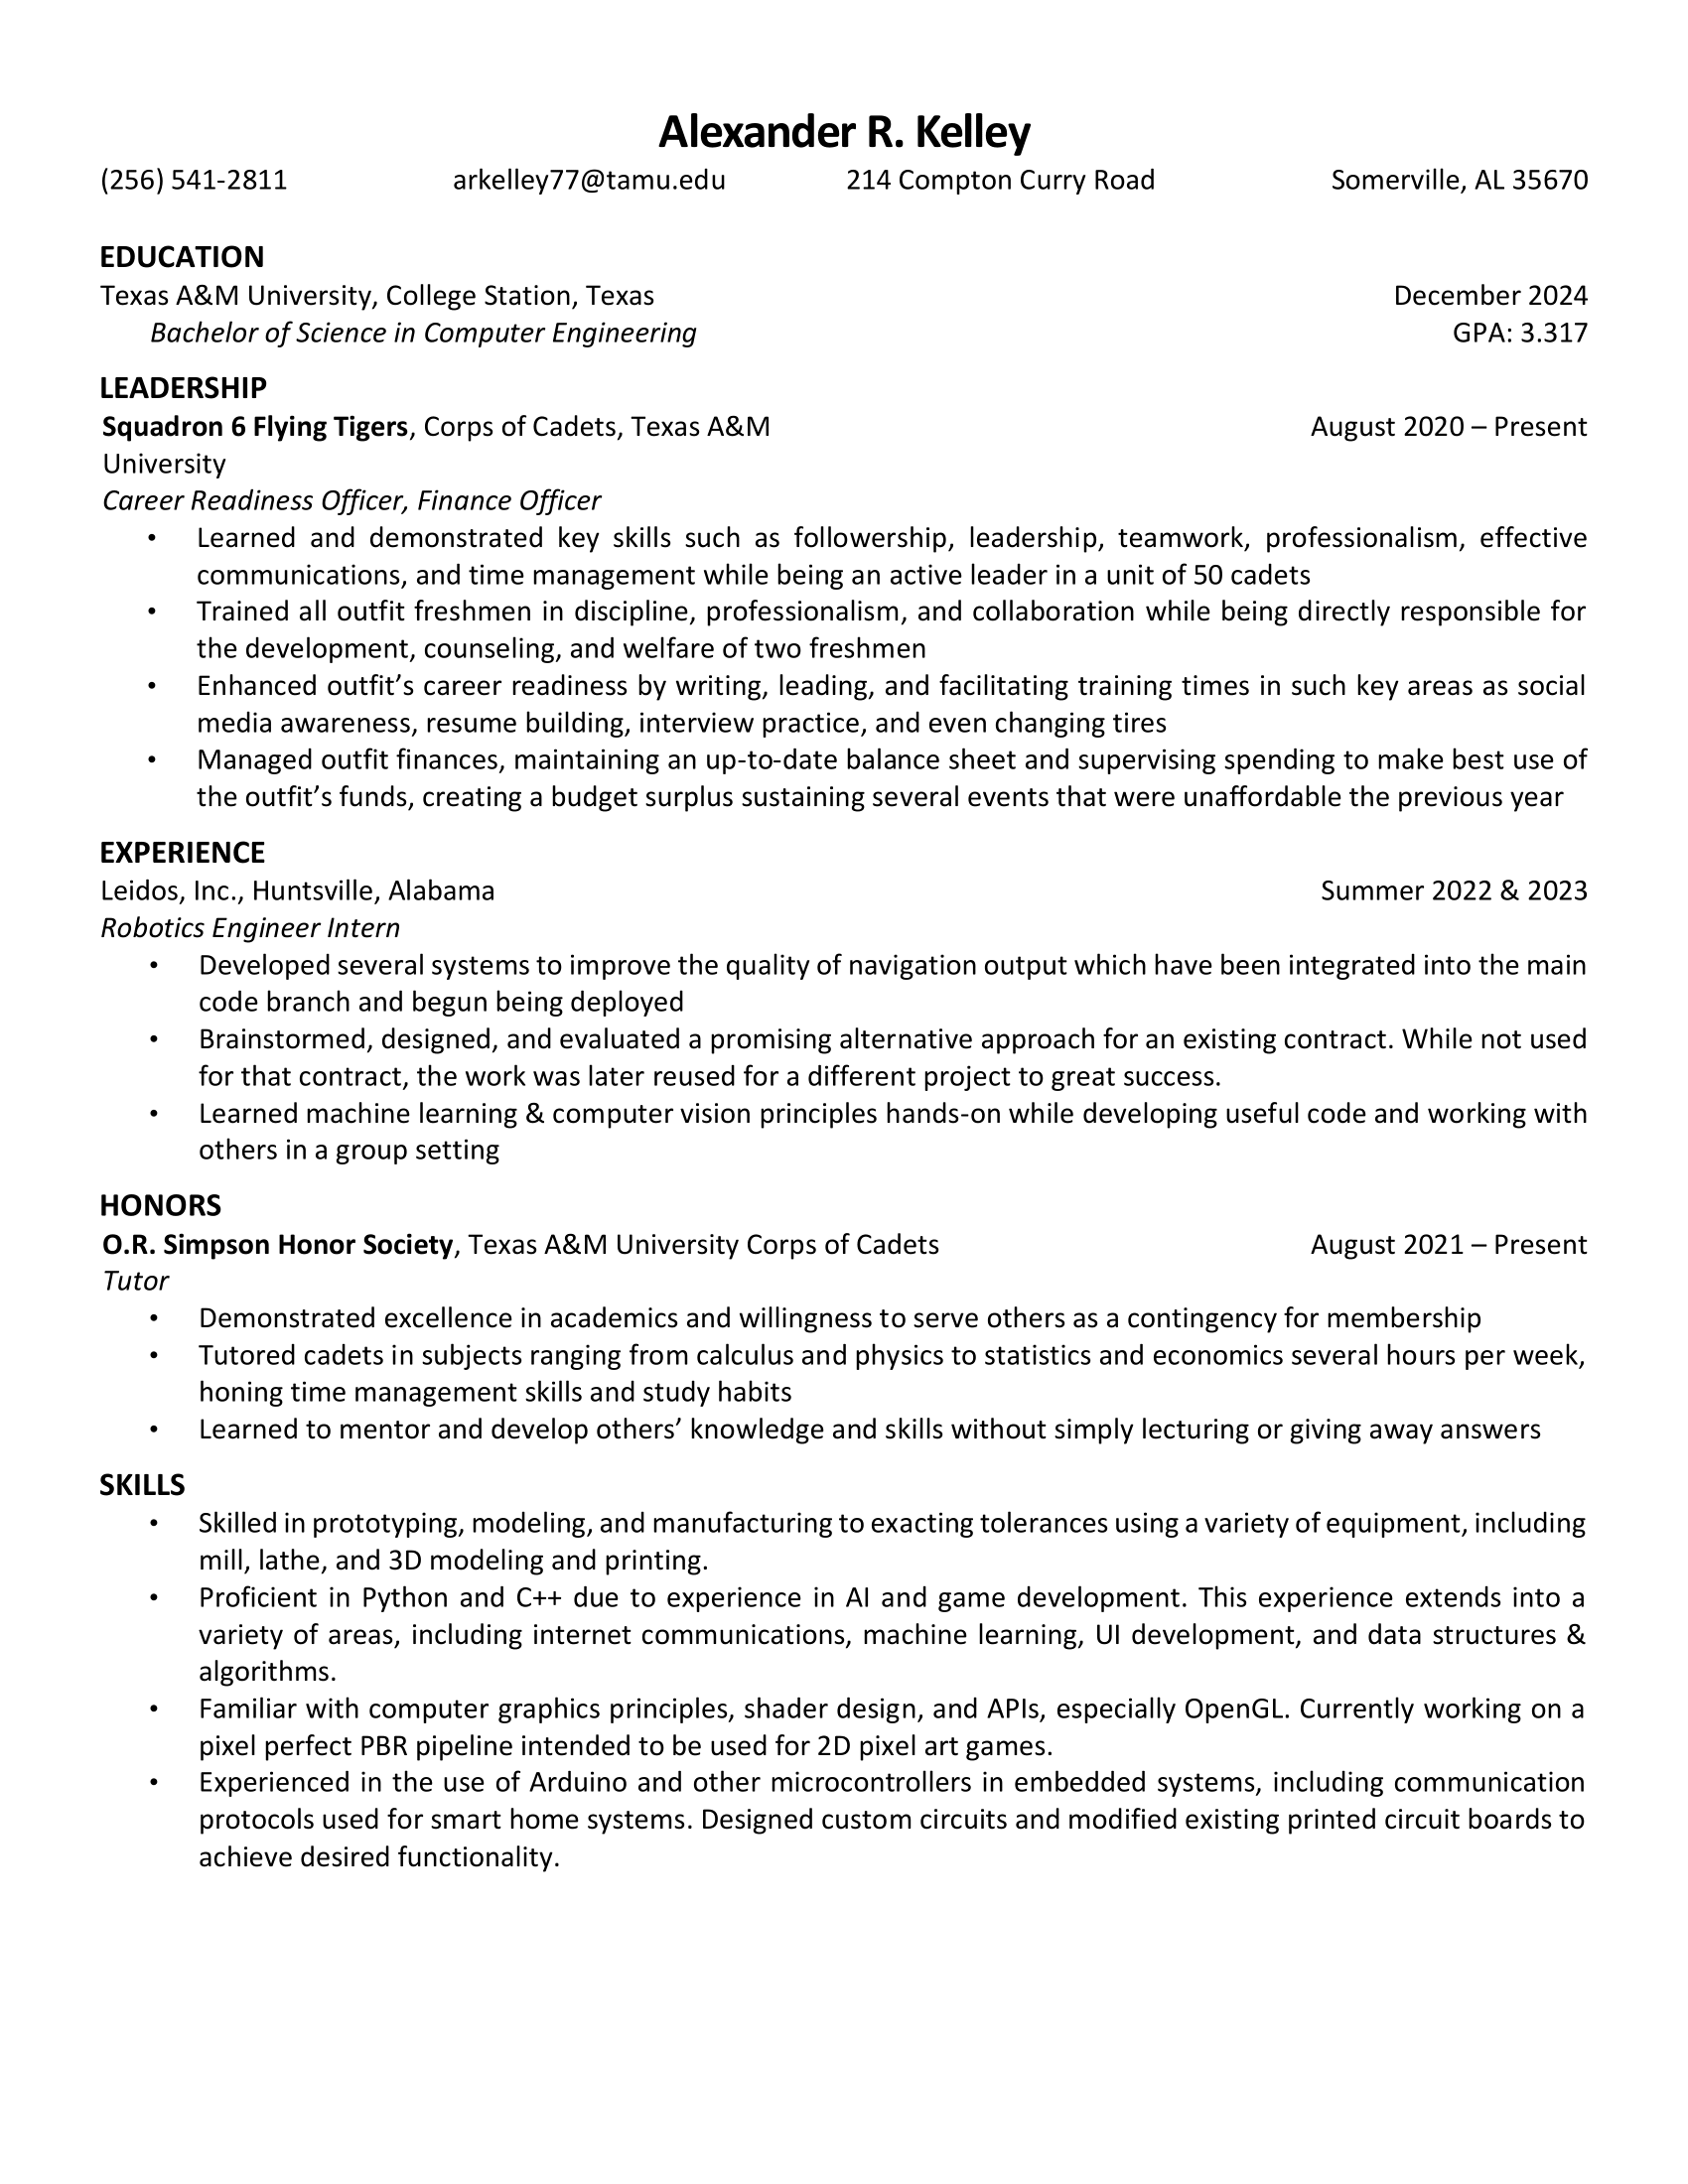 Alexander R. Kelley
(256) 541-2811 arkelley77@tamu.edu 214 Compton Curry Road Somerville, AL 35670
EDUCATION
Texas A&M University, College Station, Texas December 2024
Bachelor of Science in Computer Engineering GPA: 3.317
LEADERSHIP
Squadron 6 Flying Tigers, Corps of Cadets, Texas A&M August 2020 – Present
University
Career Readiness Officer, Finance Officer
• Learned and demonstrated key skills such as followership, leadership, teamwork, professionalism, effective
communications, and time management while being an active leader in a unit of 50 cadets
• Trained all outfit freshmen in discipline, professionalism, and collaboration while being directly responsible for
the development, counseling, and welfare of two freshmen
• Enhanced outfit’s career readiness by writing, leading, and facilitating training times in such key areas as social
media awareness, resume building, interview practice, and even changing tires
• Managed outfit finances, maintaining an up-to-date balance sheet and supervising spending to make best use of
the outfit’s funds, creating a budget surplus sustaining several events that were unaffordable the previous year
EXPERIENCE
Leidos, Inc., Huntsville, Alabama Summer 2022 & 2023
Robotics Engineer Intern
• Developed several systems to improve the quality of navigation output which have been integrated into the main
code branch and begun being deployed
• Brainstormed, designed, and evaluated a promising alternative approach for an existing contract. While not used
for that contract, the work was later reused for a different project to great success.
• Learned machine learning & computer vision principles hands-on while developing useful code and working with
others in a group setting
HONORS
O.R. Simpson Honor Society, Texas A&M University Corps of Cadets August 2021 – Present
Tutor
• Demonstrated excellence in academics and willingness to serve others as a contingency for membership
• Tutored cadets in subjects ranging from calculus and physics to statistics and economics several hours per week,
honing time management skills and study habits
• Learned to mentor and develop others’ knowledge and skills without simply lecturing or giving away answers
SKILLS
• Skilled in prototyping, modeling, and manufacturing to exacting tolerances using a variety of equipment, including
mill, lathe, and 3D modeling and printing.
• Proficient in Python and C++ due to experience in AI and game development. This experience extends into a
variety of areas, including internet communications, machine learning, UI development, and data structures &
algorithms.
• Familiar with computer graphics principles, shader design, and APIs, especially OpenGL. Currently working on a
pixel perfect PBR pipeline intended to be used for 2D pixel art games.
• Experienced in the use of Arduino and other microcontrollers in embedded systems, including communication
protocols used for smart home systems. Designed custom circuits and modified existing printed circuit boards to
achieve desired functionality.